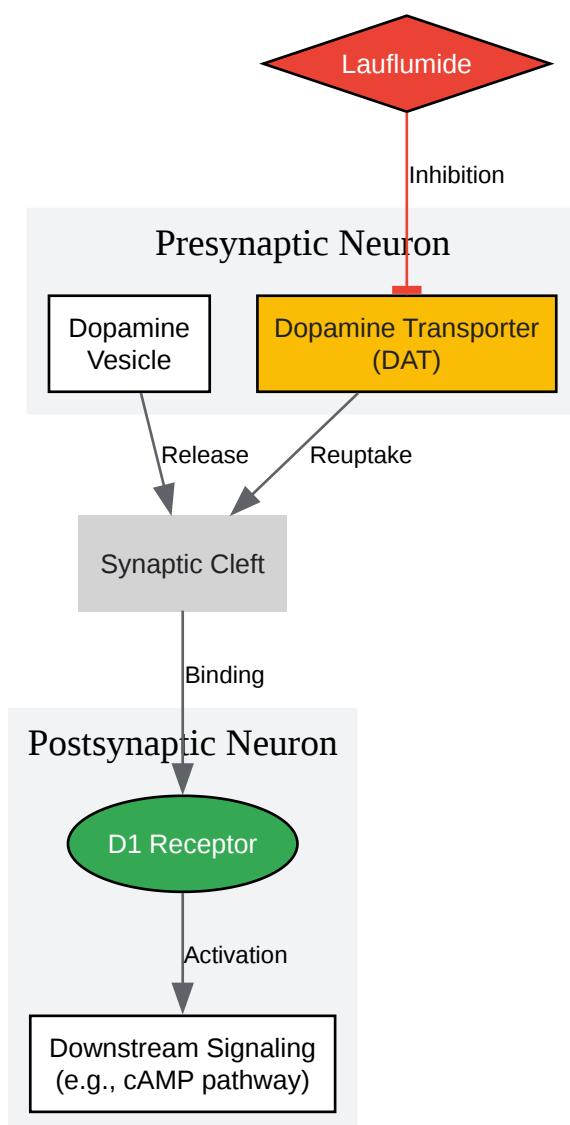 Lauflumide
Inhibition
Presynaptic Neuron
Dopamine
Vesicle
Dopamine Transporter
(DAT)
Release
Reuptake
Synaptic Cleft
Binding
Postsynaptic Neuron
D1 Receptor
Activation
Downstream Signaling
(e.g., cAMP pathway)